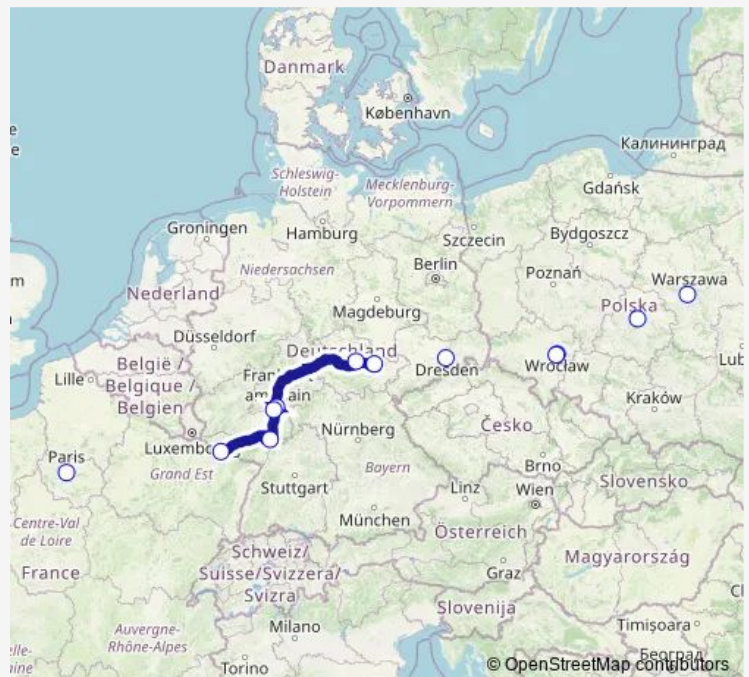 Danmark
København
Калининград
Schleswig-
Holstein
Mecklenburg-
Vorpommern
Gdańsk
Groningen
Hamburg
Szczecin
Bydgoszcz
Niedersachsen
Berlin
Poznań
Warszawa
Nederland
Magdeburg
Polska
Düsseldorf
Deutschland
Lille
België /
Belgique /
Belgien
Dresden
Wrocław
Lub
Kraków
Nürnberg
Česko
Paris
Luxembo
Grand Est
Bayern
Brno
Slovensko
Stuttgart
Linz
Wien
Centre-Val
de Loire
München
Österreich
France
Schweiz/
Suisse/Svizzera/
Svizra
Graz
Magyarország
Slovenija
Auvergne-
Rhône-Alpes
Milano
Timișoara
Torino
Београд
© OpenStreetMap contributors